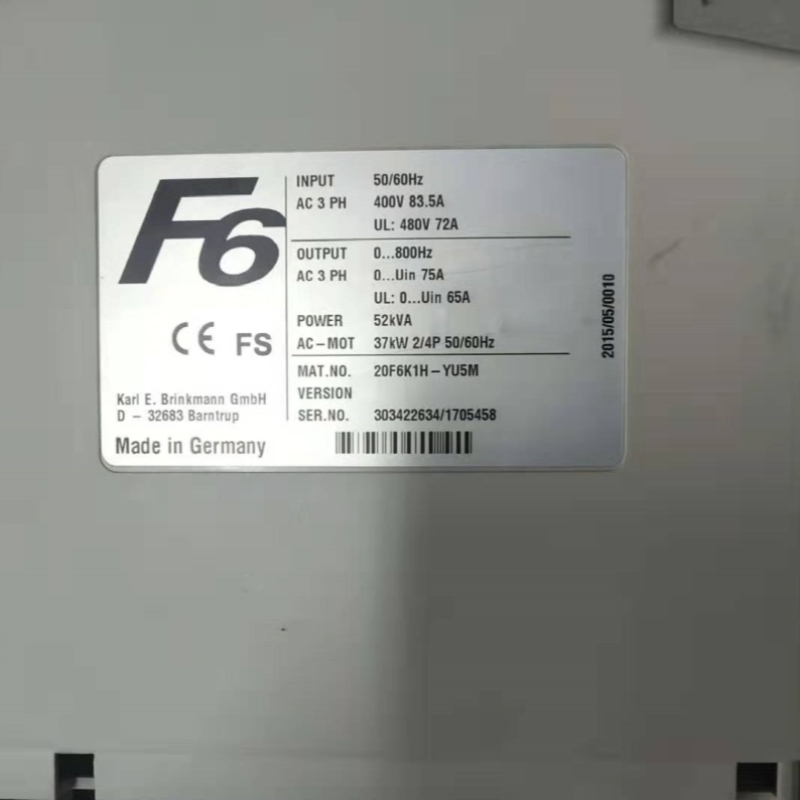 F6
CE FS
Karl E. Brinkmann GmbH
D – 32683 Barntrup
Made in Germany
INPUT 50/60Hz
AC 3 PH 400V 83.5A
UL: 480V 72A
OUTPUT 0...800Hz
AC 3 PH 0...Uin 75A
UL: 0...Uin 65A
POWER 52kVA
AC–MOT 37kW 2/4P 50/60Hz
MAT.NO. 20F6K1H–YU5M
VERSION
SER.NO. 303422634/1705458
2015/05/0010